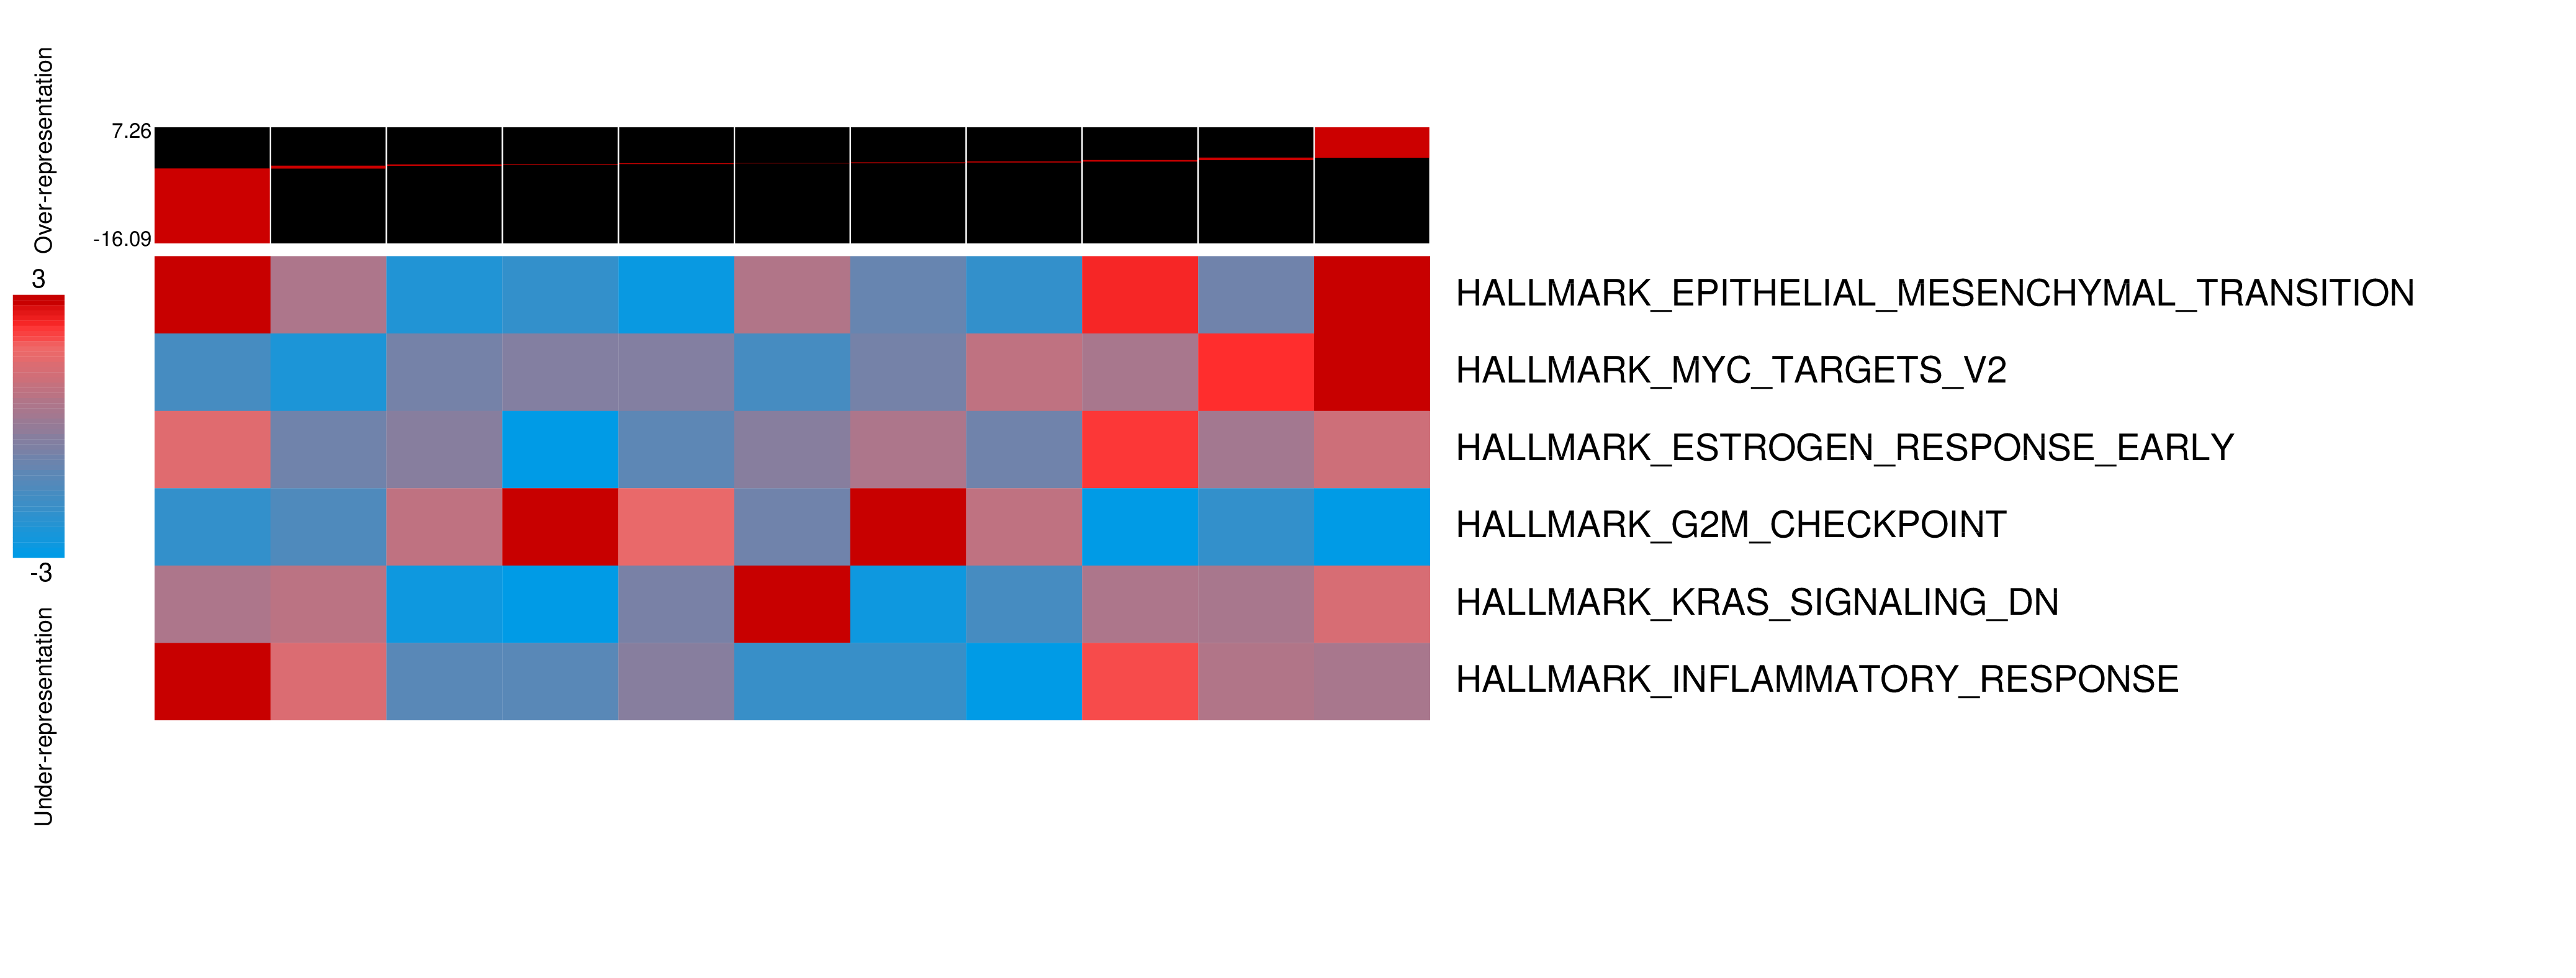 Over-representation
7.26
-16.09
3
-3
Under-representation
HALLMARK_EPITHELIAL_MESENCHYMAL_TRANSITION
HALLMARK_MYC_TARGETS_V2
HALLMARK_ESTROGEN_RESPONSE_EARLY
HALLMARK_G2M_CHECKPOINT
HALLMARK_KRAS_SIGNALING_DN
HALLMARK_INFLAMMATORY_RESPONSE